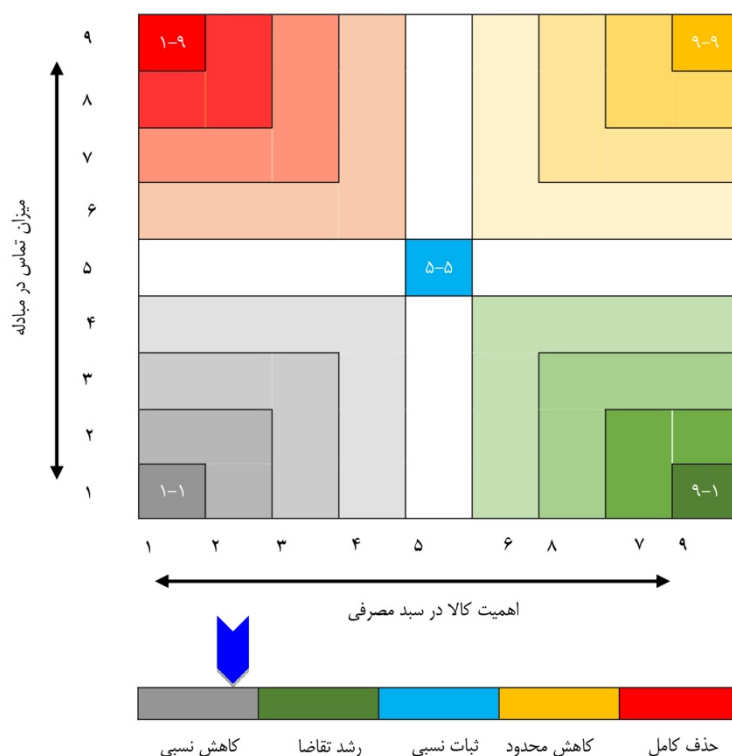 ۹
۱-۹
۹-۹
۸
۷
۶
میزان تماس در مبادله
۵
۵-۵
۴
۳
۲
۱
۱-۱
۹-۱
۱ ۲ ۳ ۴ ۵ ۶ ۸ ۷ ۹
اهمیت کالا در سبد مصرفی
کاهش نسبی
رشد تقاضا
ثبات نسبی
کاهش محدود
حذف کامل